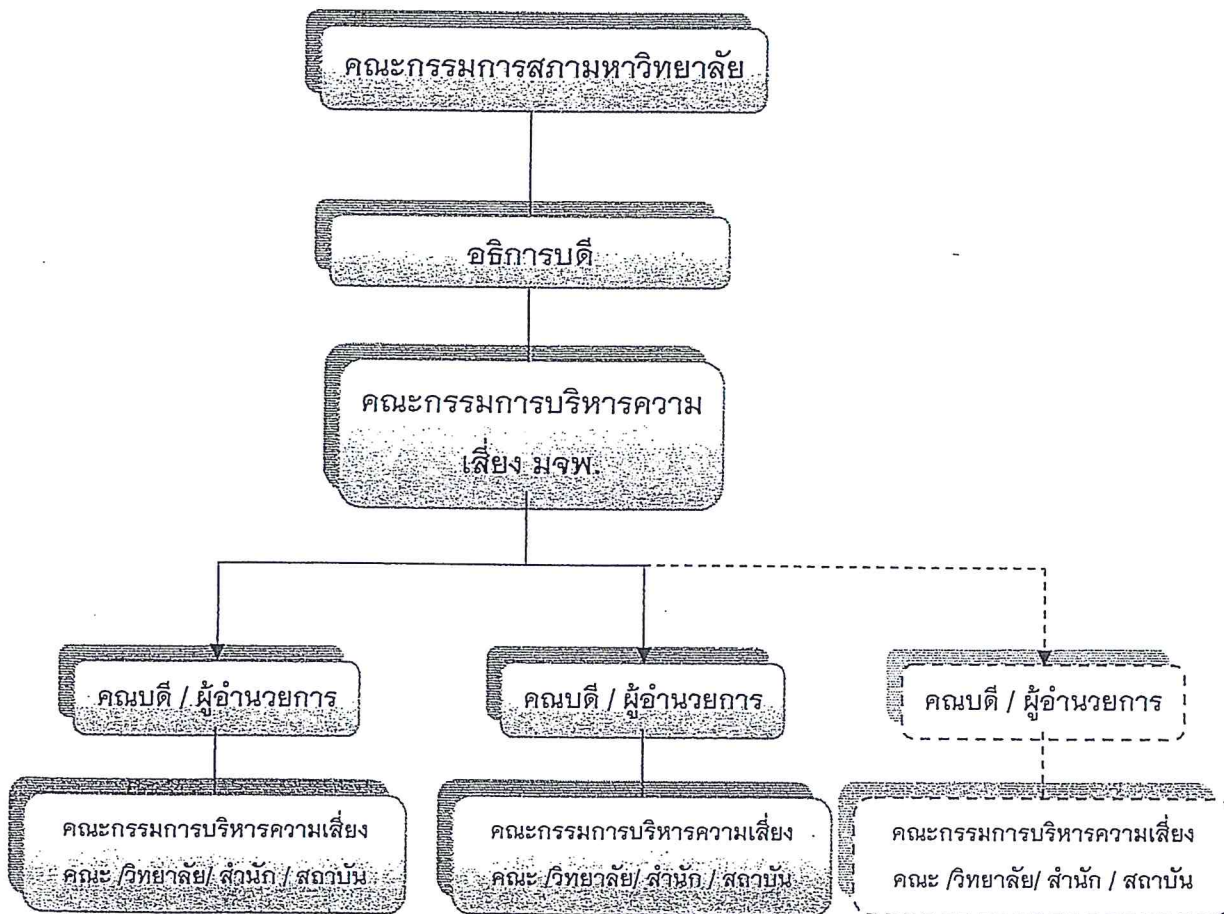 คณะกรรมการสภามหาวิทยาลัย
อธิการบดี
คณะกรรมการบริหารความ
เสี่ยง มจพ.
คณบดี / ผู้อำนวยการ
คณบดี / ผู้อำนวยการ
คณบดี / ผู้อำนวยการ
คณะกรรมการบริหารความเสี่ยง
คณะ /วิทยาลัย/ สำนัก / สถาบัน
คณะกรรมการบริหารความเสี่ยง
คณะ /วิทยาลัย/ สำนัก / สถาบัน
คณะกรรมการบริหารความเสี่ยง
คณะ /วิทยาลัย/ สำนัก / สถาบัน